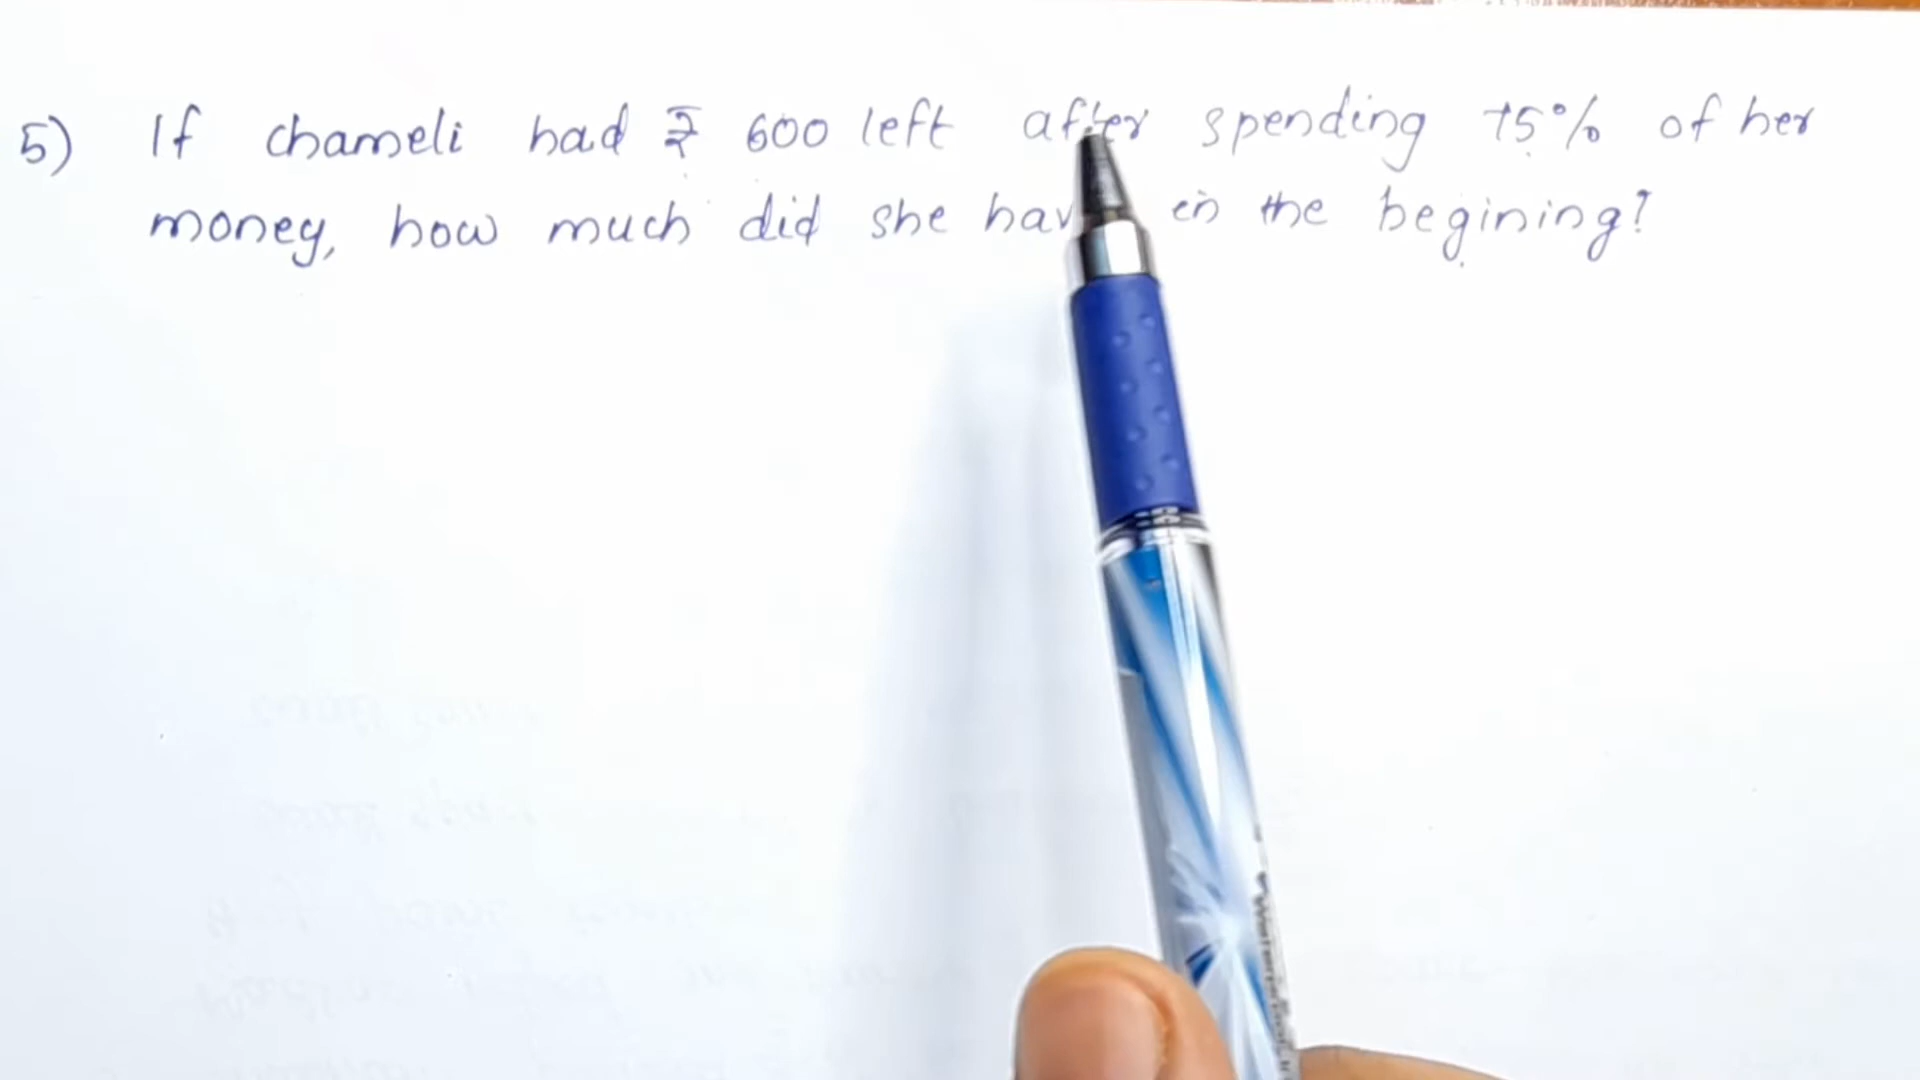 5) If chameli had ₹ 600 left after spending 75% of her
money, how much did she have in the begining?